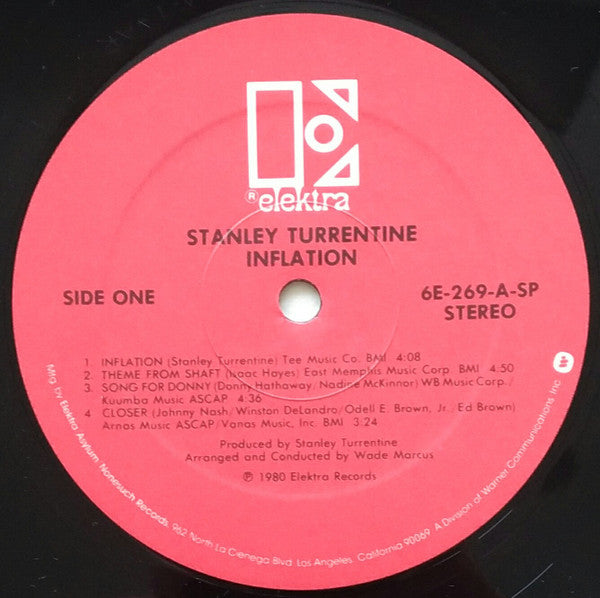 ® elektra
STANLEY TURRENTINE
INFLATION
SIDE ONE
6E-269-A-SP
STEREO
1. INFLATION (Stanley Turrentine) Tee Music Co. BMI 4:08
2. THEME FROM SHAFT (Isaac Hayes) East Memphis Music Corp. BMI 4:50
3. SONG FOR DONNY (Donny Hathaway/Nadine McKinnor) WB Music Corp./
Kuumba Music ASCAP 4:36
4 CLOSER (Johnny Nash/Winston DeLandro/Odell E. Brown, Jr./Ed Brown)
Arnas Music ASCAP/Vanas Music, Inc. BMI 3:24
Produced by Stanley Turrentine
Arranged and Conducted by Wade Marcus
℗ 1980 Elektra Records
Mfg. by Elektra/Asylum/Nonesuch Records, 962 North La Cienega Blvd. Los Angeles, California 90069. A Division of Warner Communications, Inc.